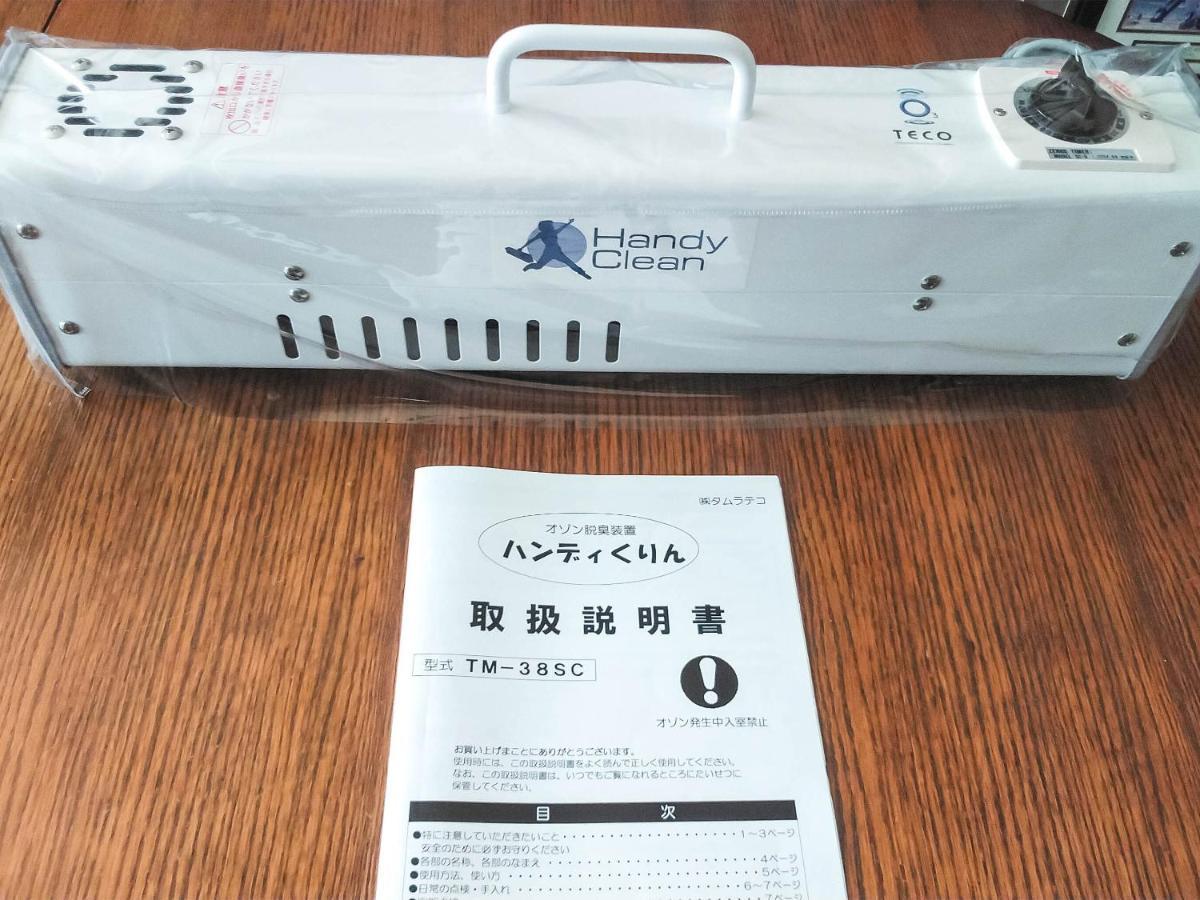 注意
O3
TECO
Handy
Clean
㈱タムラテコ
オゾン脱臭装置
ハンディくりん
取扱説明書
型式 TM-38SC
オゾン発生中入室禁止
お買い上げまことにありがとうございます。
使用時には、この取扱説明書をよく読んで正しく使用してください。
なお、この取扱説明書は、いつでもご覧になれるところにたいせつに
保管してください。
目 次
●特に注意していただきたいこと・・・・・・・・・・・・・・・・・・・1～3ページ
安全のために必ずお守りください
●各部の名称、各部のなまえ・・・・・・・・・・・・・・・・・・・・・4ページ
●使用方法、使い方・・・・・・・・・・・・・・・・・・・・・・・・・5ページ
●日常の点検・手入れ・・・・・・・・・・・・・・・・・・・・・・6～7ページ